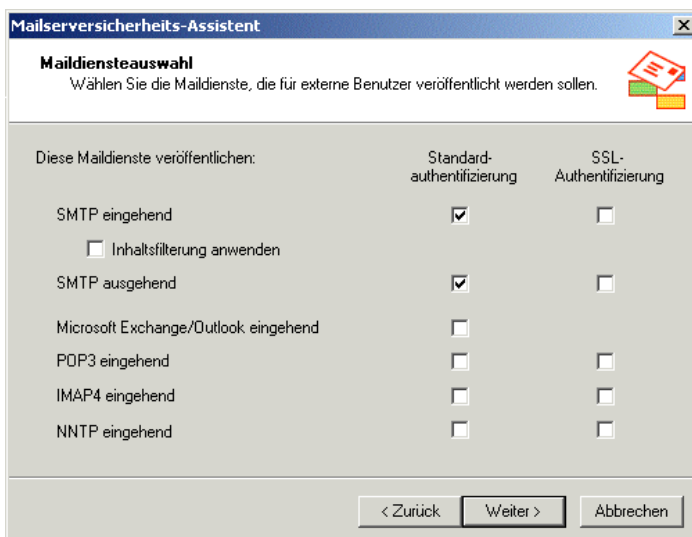 Mailserversicherheits-Assistent
Maildiensteauswahl
Wählen Sie die Maildienste, die für externe Benutzer veröffentlicht werden sollen.
Diese Maildienste veröffentlichen:
Standard-
authentifizierung
SSL-
Authentifizierung
SMTP eingehend
Inhaltsfilterung anwenden
SMTP ausgehend
Microsoft Exchange/Outlook eingehend
POP3 eingehend
IMAP4 eingehend
NNTP eingehend
< Zurück
Weiter >
Abbrechen